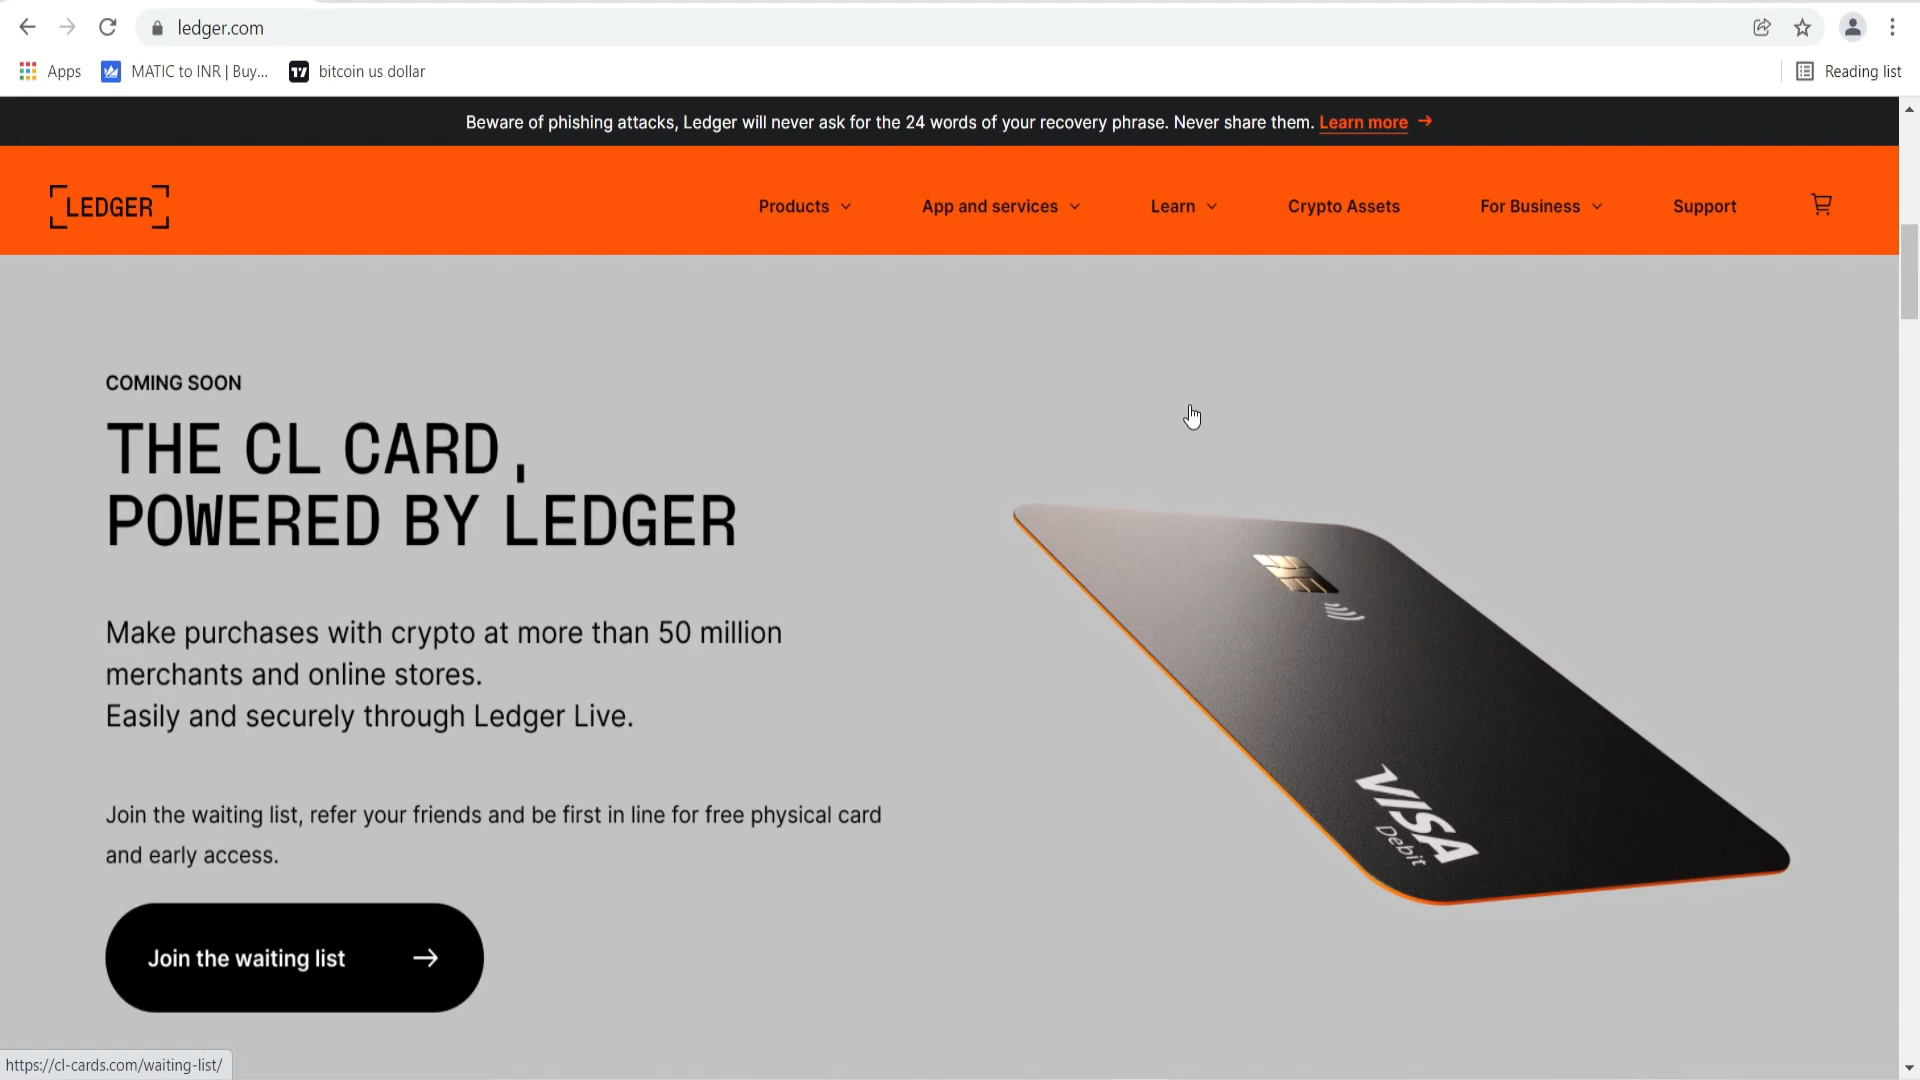 ledger.com
Apps MATIC to INR | Buy... bitcoin us dollar Reading list
Beware of phishing attacks, Ledger will never ask for the 24 words of your recovery phrase. Never share them. Learn more →
LEDGER Products App and services Learn Crypto Assets For Business Support
COMING SOON
THE CL CARD,
POWERED BY LEDGER
Make purchases with crypto at more than 50 million
merchants and online stores.
Easily and securely through Ledger Live.
Join the waiting list, refer your friends and be first in line for free physical card
and early access.
Join the waiting list →
VISA
Debit
https://cl-cards.com/waiting-list/